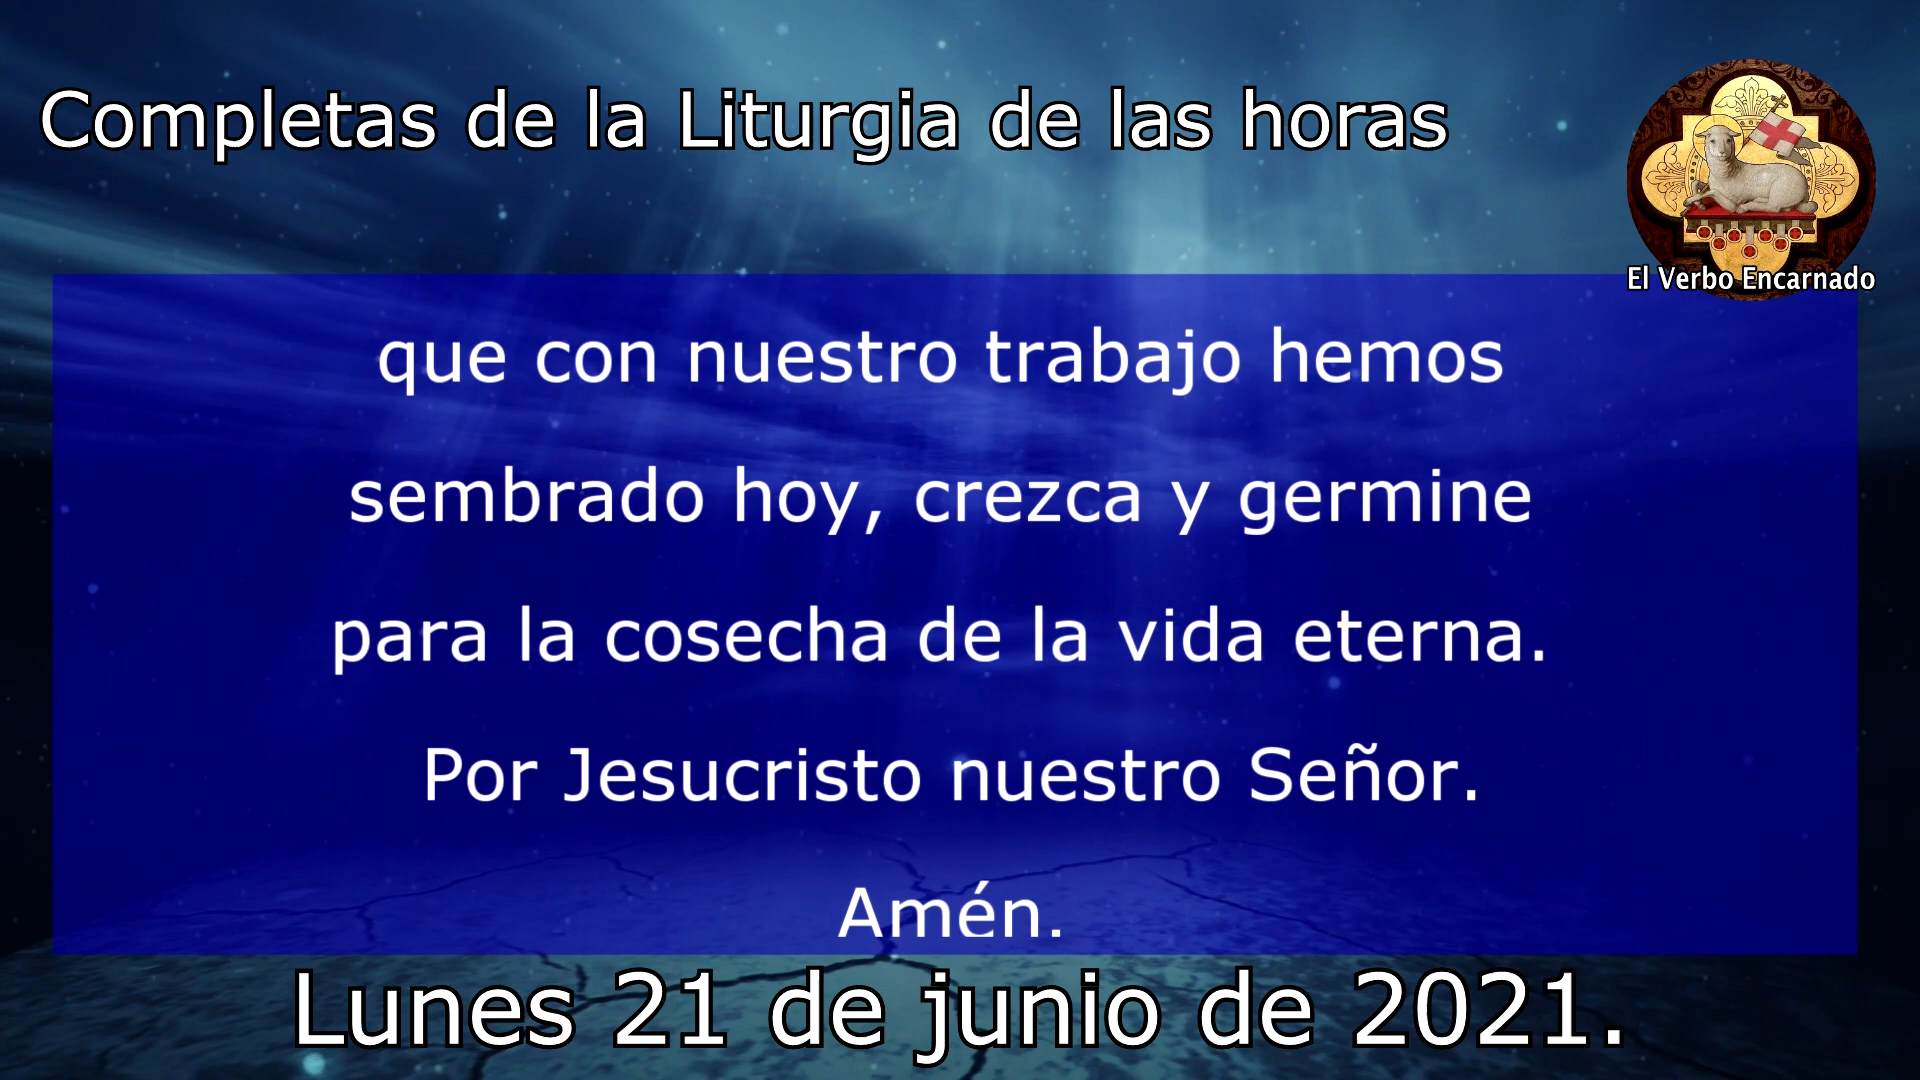 Completas de la Liturgia de las horas
El Verbo Encarnado
que con nuestro trabajo hemos
sembrado hoy, crezca y germine
para la cosecha de la vida eterna.
Por Jesucristo nuestro Señor.
Amén.
Lunes 21 de junio de 2021.